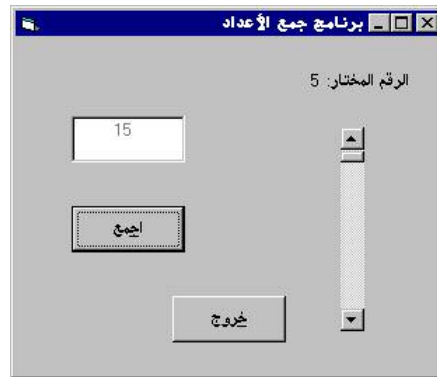 برنامج جمع الأعداد
الرقم المختار: 5
15
اجمع
خروج